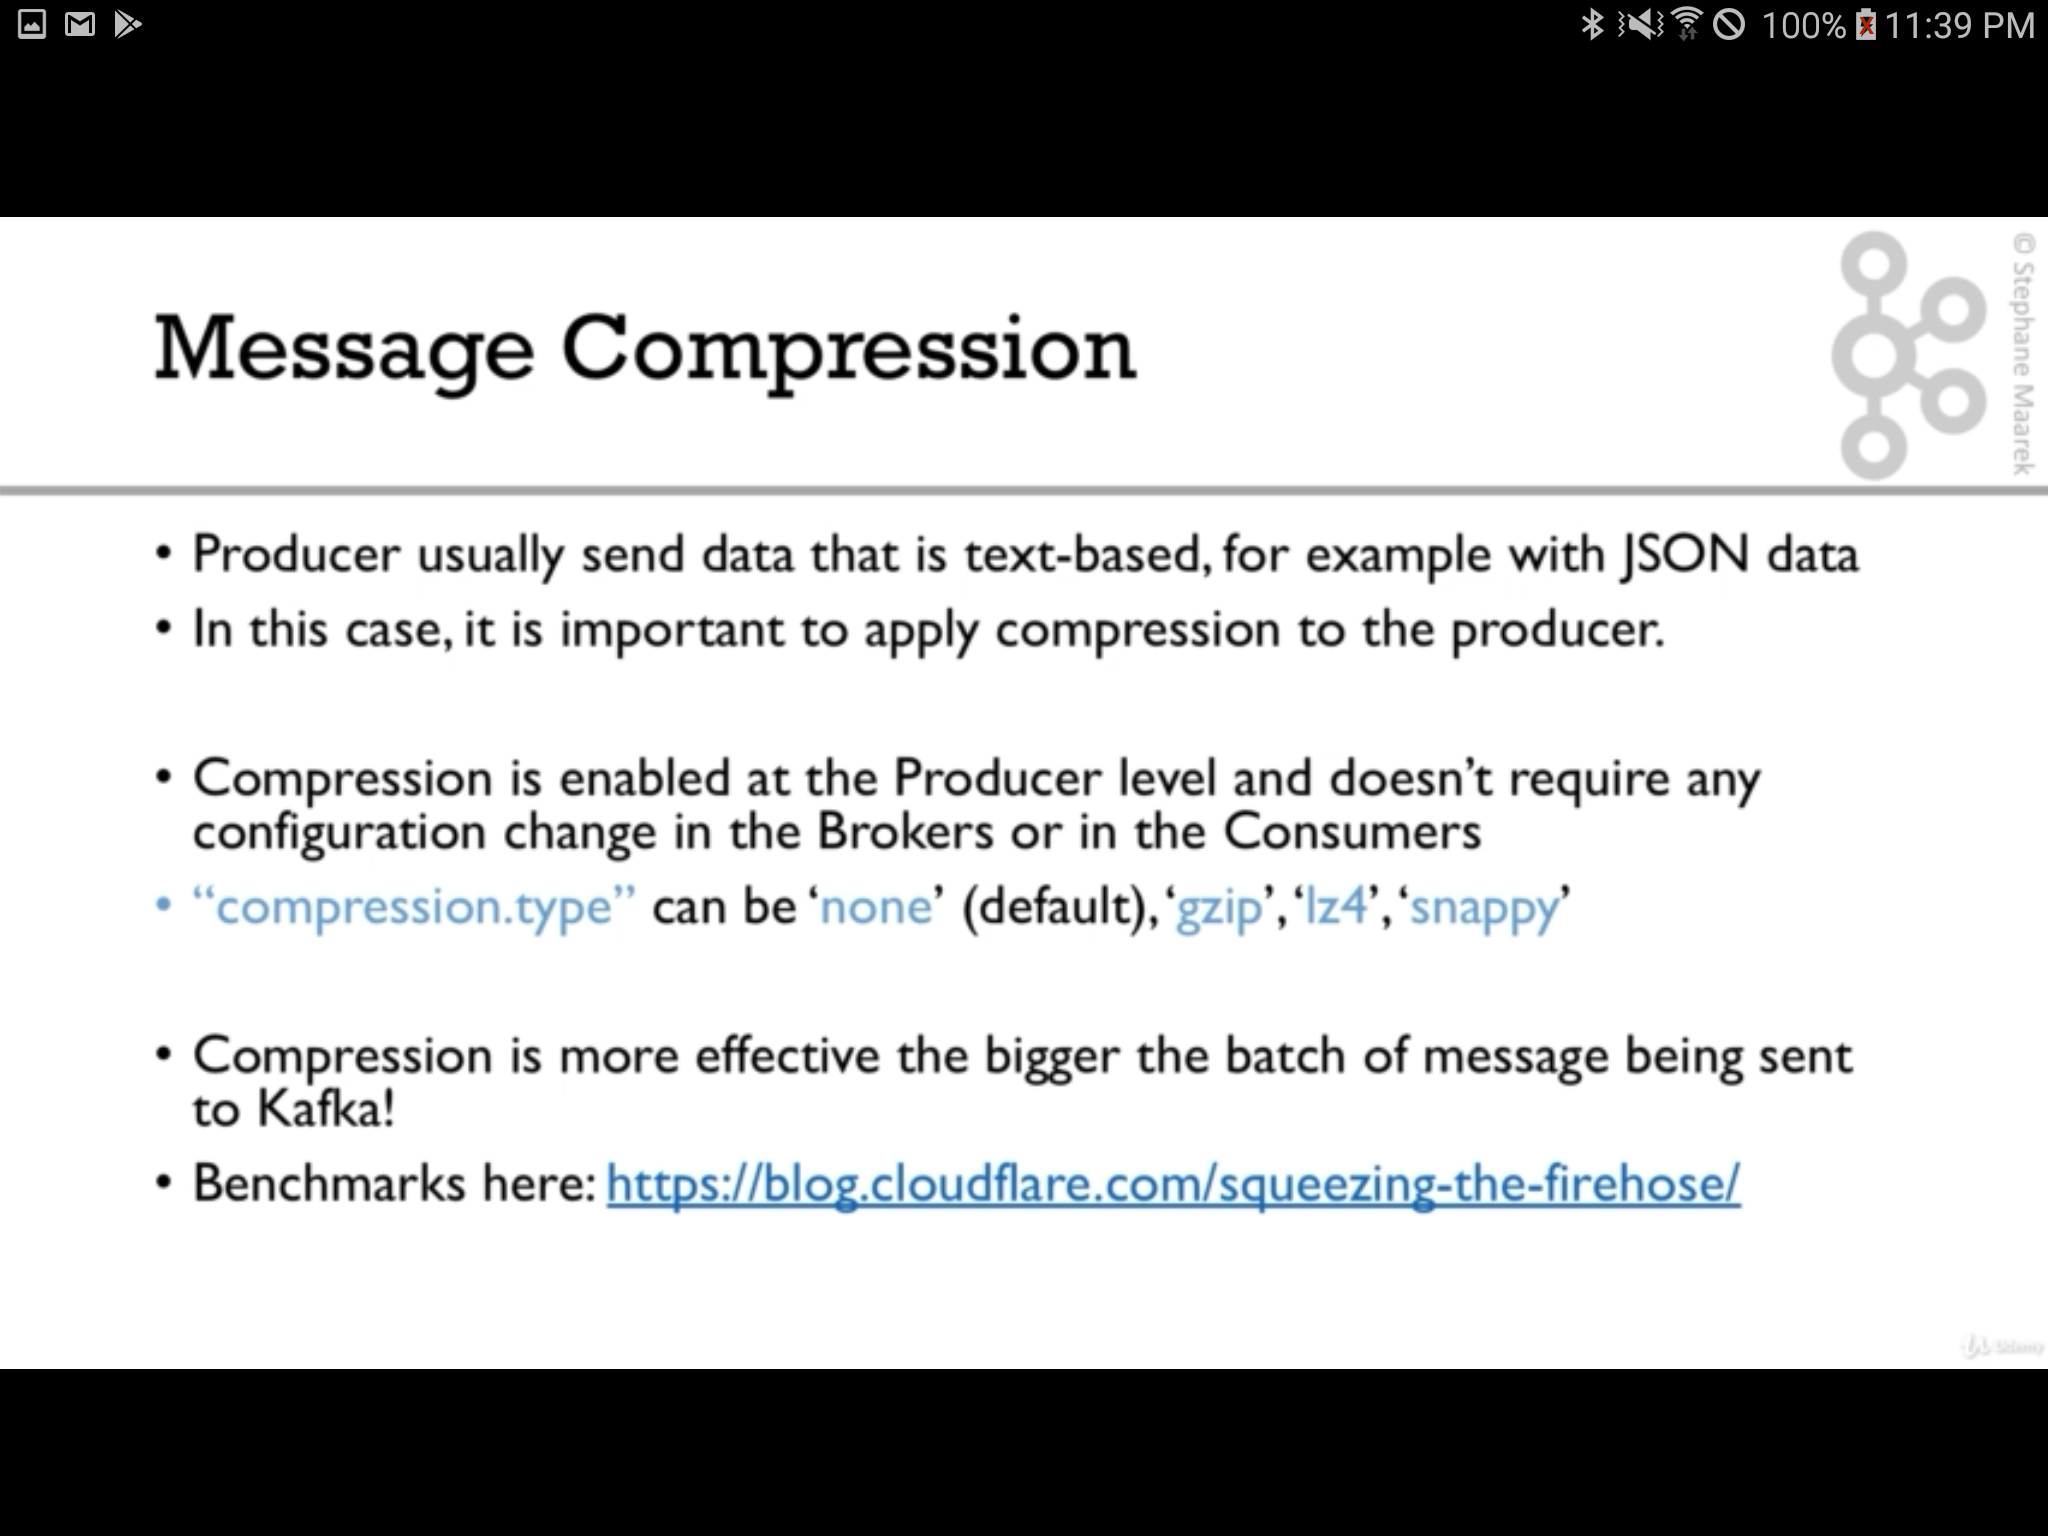 100% 11:39 PM
© Stephane Maarek
Message Compression
• Producer usually send data that is text-based, for example with JSON data
• In this case, it is important to apply compression to the producer.
• Compression is enabled at the Producer level and doesn’t require any
configuration change in the Brokers or in the Consumers
• “compression.type” can be ‘none’ (default), ‘gzip’, ‘lz4’, ‘snappy’
• Compression is more effective the bigger the batch of message being sent
to Kafka!
• Benchmarks here: https://blog.cloudflare.com/squeezing-the-firehose/
Udemy